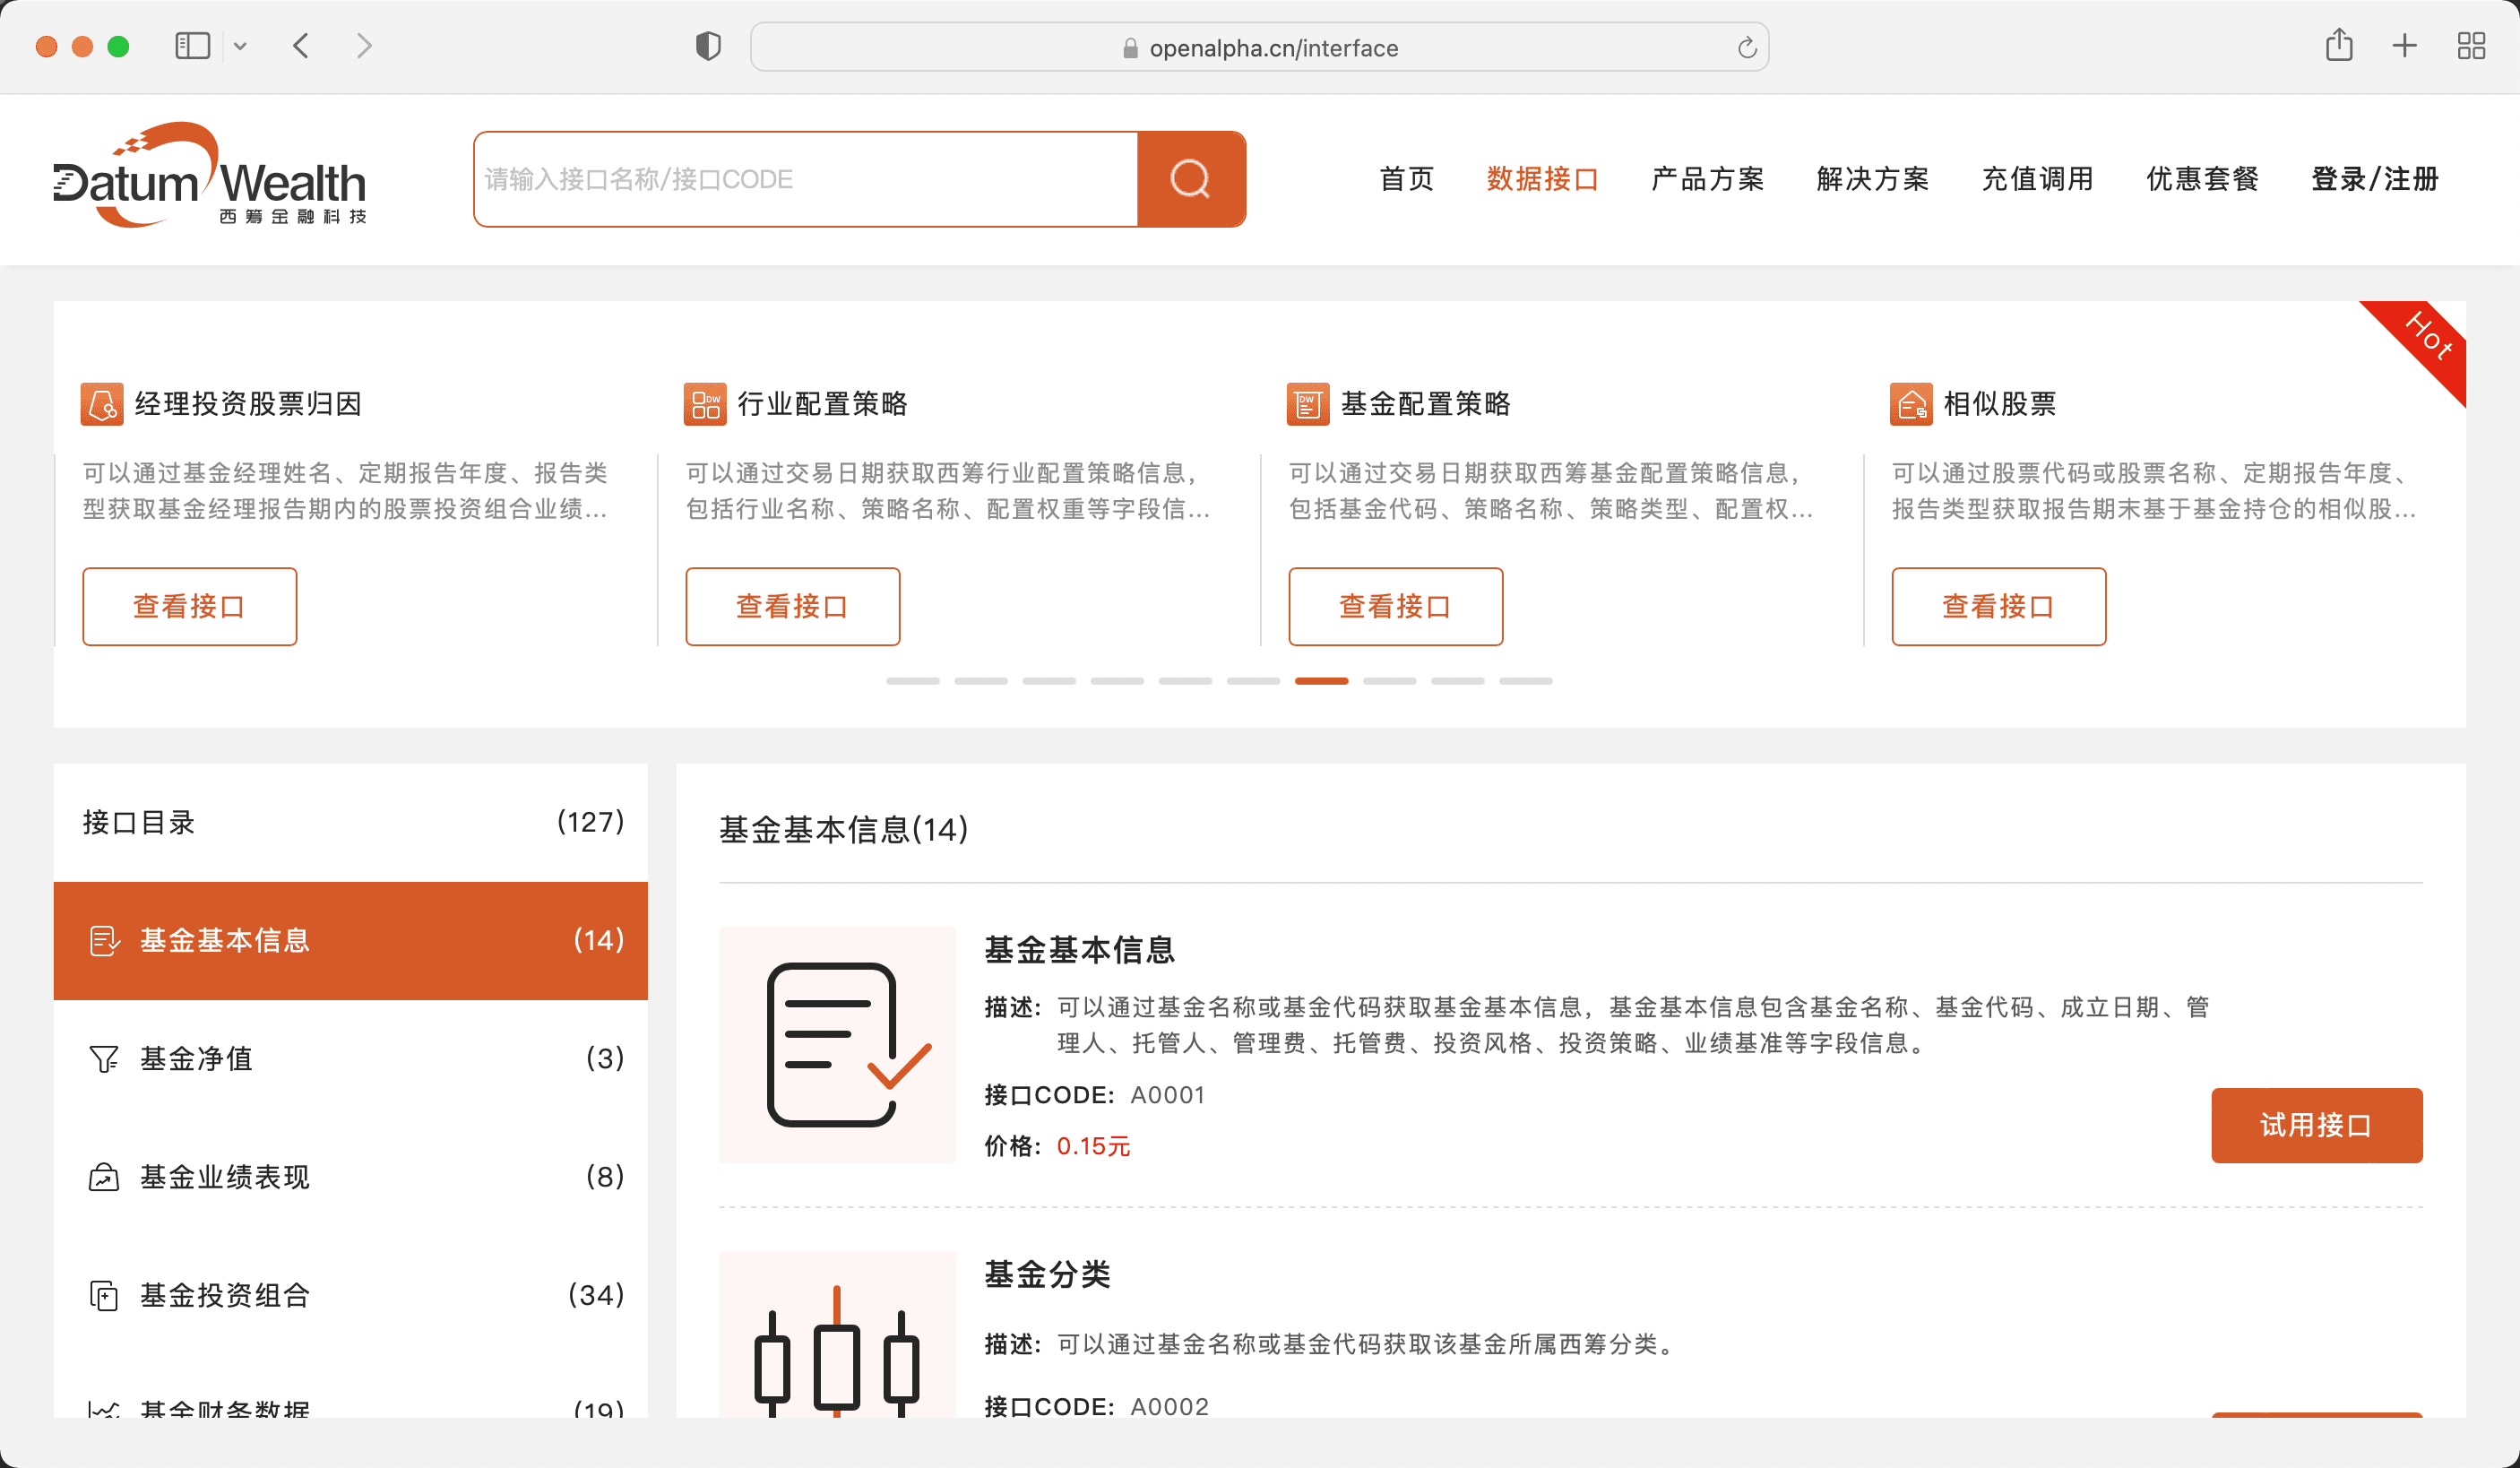 openalpha.cn/interface
Datum Wealth
西筹金融科技
请输入接口名称/接口CODE
首页 数据接口 产品方案 解决方案 充值调用 优惠套餐 登录/注册
Hot
经理投资股票归因
可以通过基金经理姓名、定期报告年度、报告类
型获取基金经理报告期内的股票投资组合业绩...
查看接口
行业配置策略
可以通过交易日期获取西筹行业配置策略信息，
包括行业名称、策略名称、配置权重等字段信...
查看接口
DW
基金配置策略
可以通过交易日期获取西筹基金配置策略信息，
包括基金代码、策略名称、策略类型、配置权...
查看接口
DW
相似股票
可以通过股票代码或股票名称、定期报告年度、
报告类型获取报告期末基于基金持仓的相似股...
查看接口
接口目录 (127)
基金基本信息 (14)
基金净值 (3)
基金业绩表现 (8)
基金投资组合 (34)
基金财务数据 (19)
基金基本信息(14)
基金基本信息
描述: 可以通过基金名称或基金代码获取基金基本信息，基金基本信息包含基金名称、基金代码、成立日期、管
理人、托管人、管理费、托管费、投资风格、投资策略、业绩基准等字段信息。
接口CODE: A0001
价格: 0.15元
试用接口
基金分类
描述: 可以通过基金名称或基金代码获取该基金所属西筹分类。
接口CODE: A0002